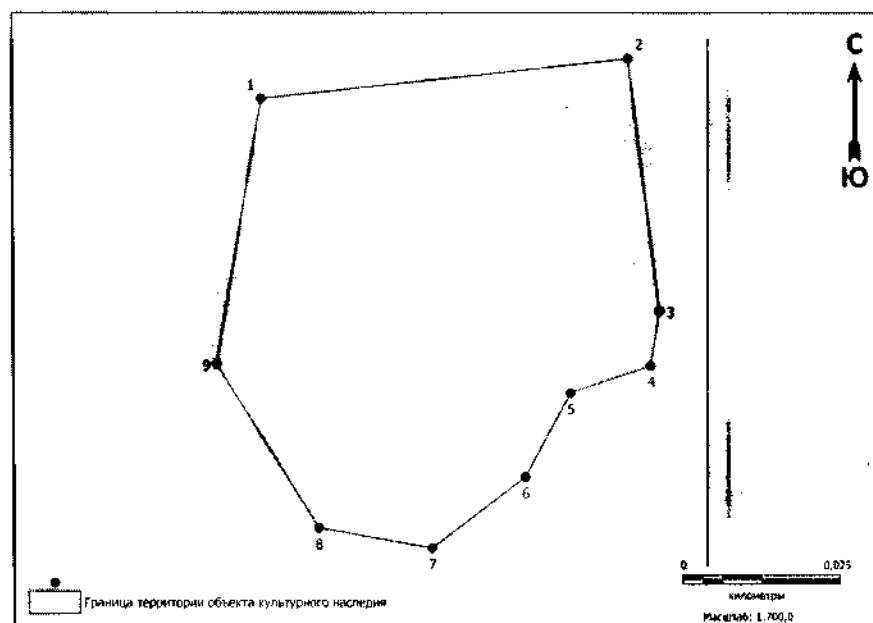 С
2
1
Ю
3
9
4
5
6
8
7
0 0,025
километры
Граница территории объекта культурного наследия
Масштаб: 1:700,0